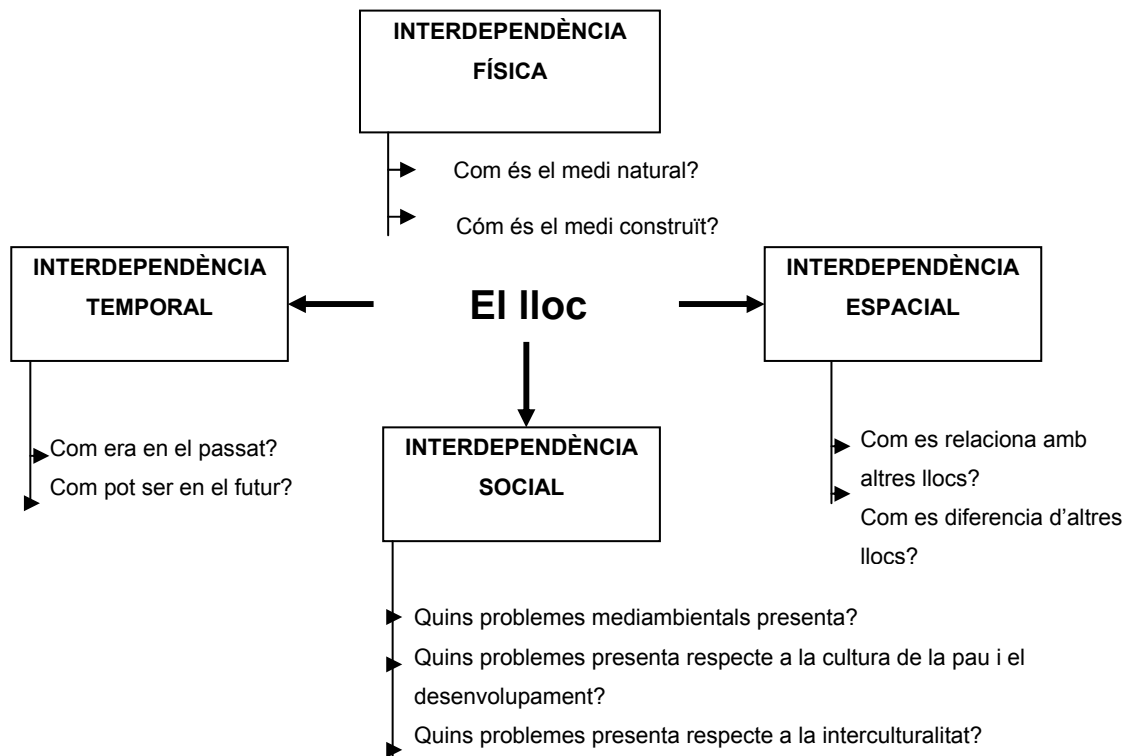 INTERDEPENDÈNCIA
FÍSICA
Com és el medi natural?
Cóm és el medi construït?
INTERDEPENDÈNCIA
TEMPORAL
Com era en el passat?
Com pot ser en el futur?
El lloc
INTERDEPENDÈNCIA
ESPACIAL
Com es relaciona amb
altres llocs?
Com es diferencia d’altres
llocs?
INTERDEPENDÈNCIA
SOCIAL
Quins problemes mediambientals presenta?
Quins problemes presenta respecte a la cultura de la pau i el
desenvolupament?
Quins problemes presenta respecte a la interculturalitat?